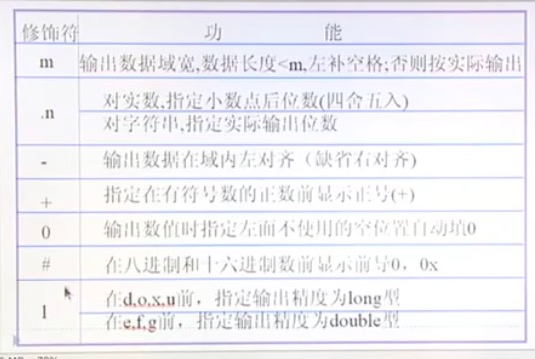 修饰符 功 能
m 输出数据域宽,数据长度<m,左补空格;否则按实际输出
.n 对实数,指定小数点后位数(四舍五入)
对字符串,指定实际输出位数
- 输出数据在域内左对齐（缺省右对齐）
+ 指定在有符号数的正数前显示正号(+)
0 输出数值时指定左面不使用的空位置自动填0
# 在八进制和十六进制数前显示前导0，0x
l 在d,o,x,u前，指定输出精度为long型
在e,f,g前，指定输出精度为double型